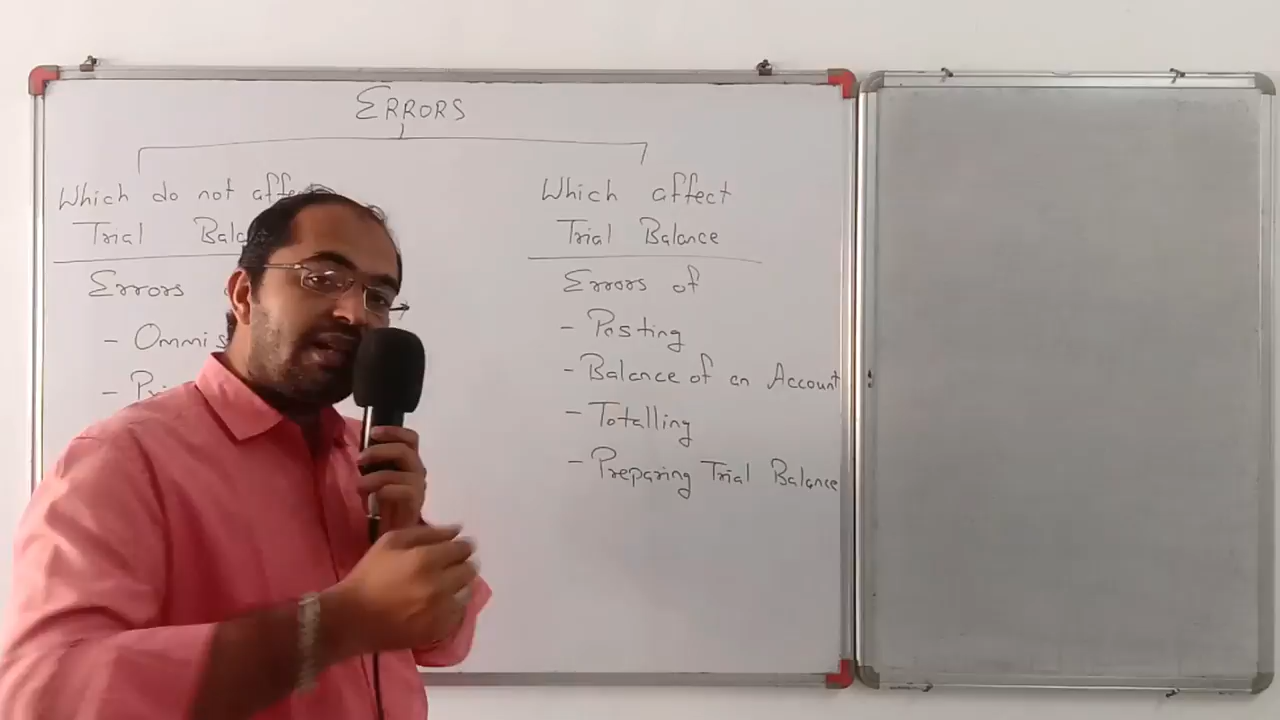 ERRORS
Which do not
Trial
Errors
-
-
Which affect
Trial Balance
Errors of
- Posting
- Balance of an Account
- Totalling
- Preparing Trial Balance